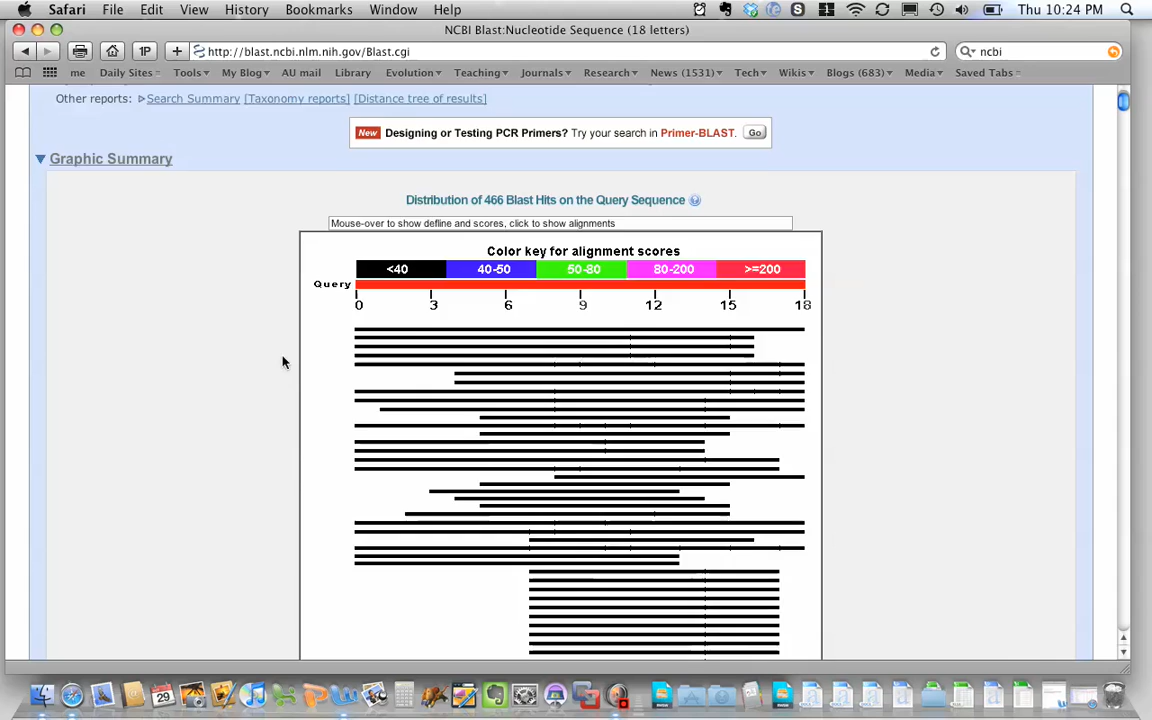 Safari File Edit View History Bookmarks Window Help Thu 10:24 PM
NCBI Blast:Nucleotide Sequence (18 letters)
1P + http://blast.ncbi.nlm.nih.gov/Blast.cgi ncbi
me Daily Sites Tools My Blog AU mail Library Evolution Teaching Journals Research News (1531) Tech Wikis Blogs (683) Media Saved Tabs
Other reports: Search Summary [Taxonomy reports] [Distance tree of results]
New Designing or Testing PCR Primers? Try your search in Primer-BLAST. Go
Graphic Summary
Distribution of 466 Blast Hits on the Query Sequence ?
Mouse-over to show defline and scores, click to show alignments
Color key for alignment scores
<40 40-50 50-80 80-200 >=200
Query
0 3 6 9 12 15 18
29